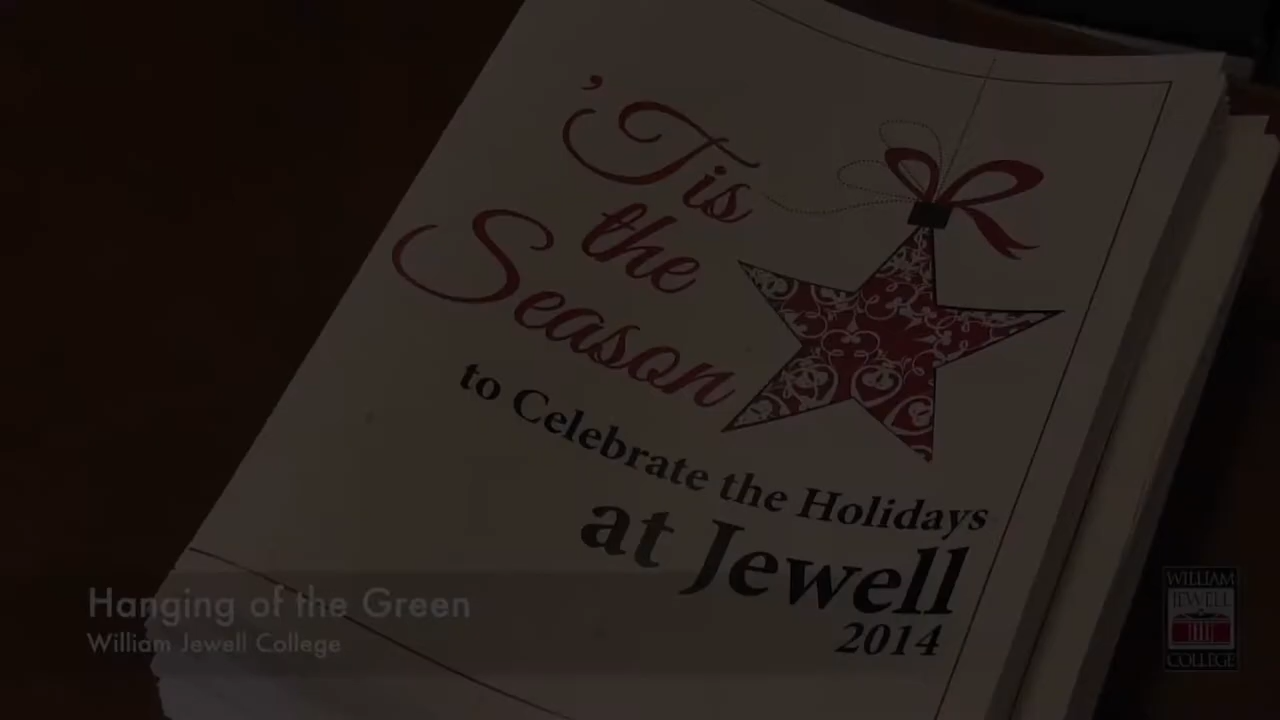 'Tis
the
Season
to Celebrate the Holidays
at Jewell
2014
Hanging of the Green
William Jewell College
WILLIAM
JEWELL
COLLEGE